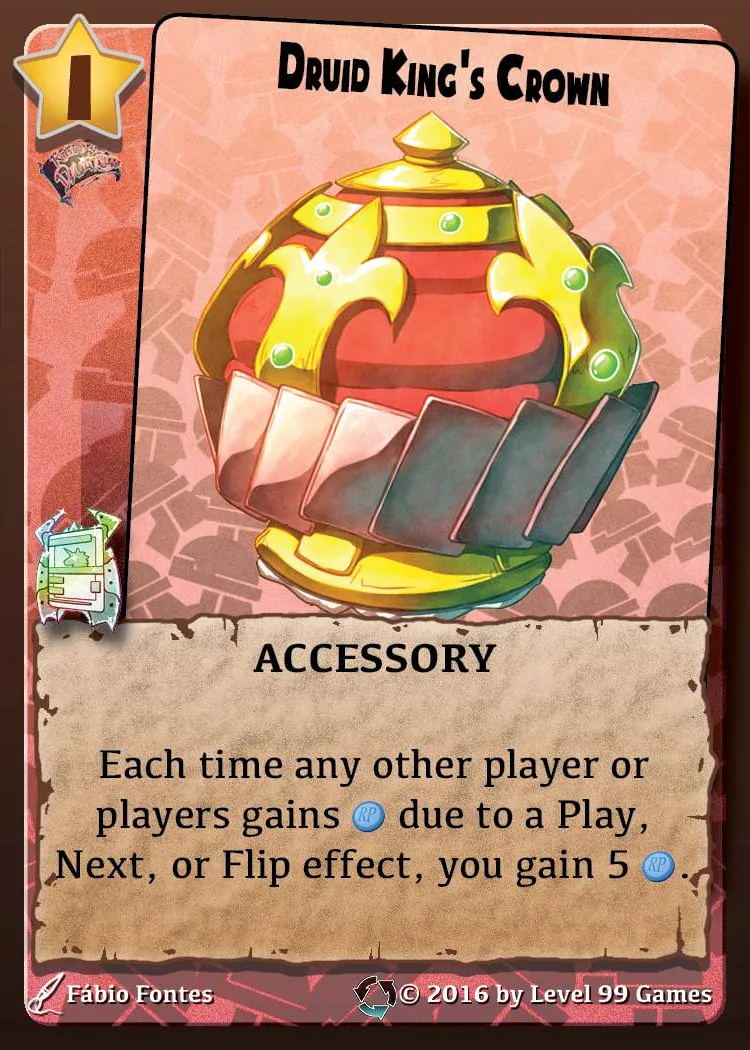 1
DRUID KING'S CROWN
ACCESSORY
Each time any other player or
players gains RP due to a Play,
Next, or Flip effect, you gain 5 RP.
Fábio Fontes
© 2016 by Level 99 Games